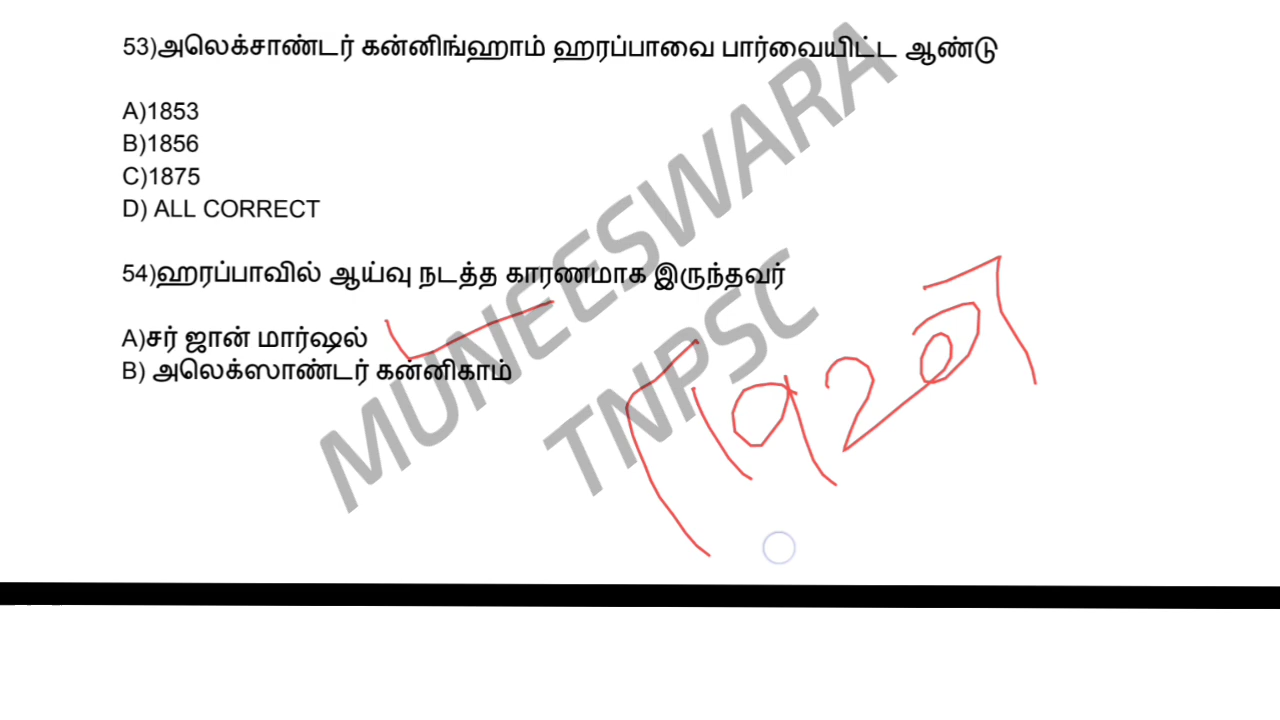 53)அலெக்சாண்டர் கன்னிங்ஹாம் ஹரப்பாவை பார்வையிட்ட ஆண்டு
A)1853
B)1856
C)1875
D) ALL CORRECT
54)ஹரப்பாவில் ஆய்வு நடத்த காரணமாக இருந்தவர்
A)சர் ஜான் மார்ஷல்
B) அலெக்ஸாண்டர் கன்னிகாம்
MUNEESWARA
TNPSC